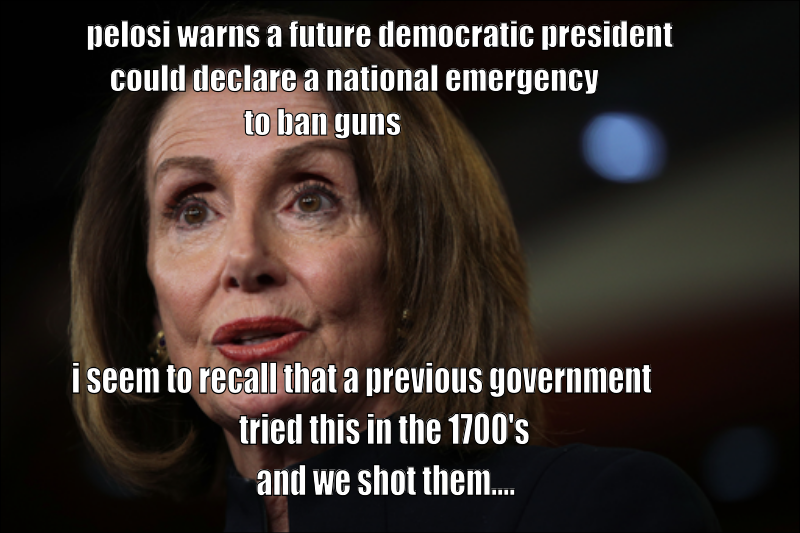 pelosi warns a future democratic president
could declare a national emergency
to ban guns
i seem to recall that a previous government
tried this in the 1700's
and we shot them....